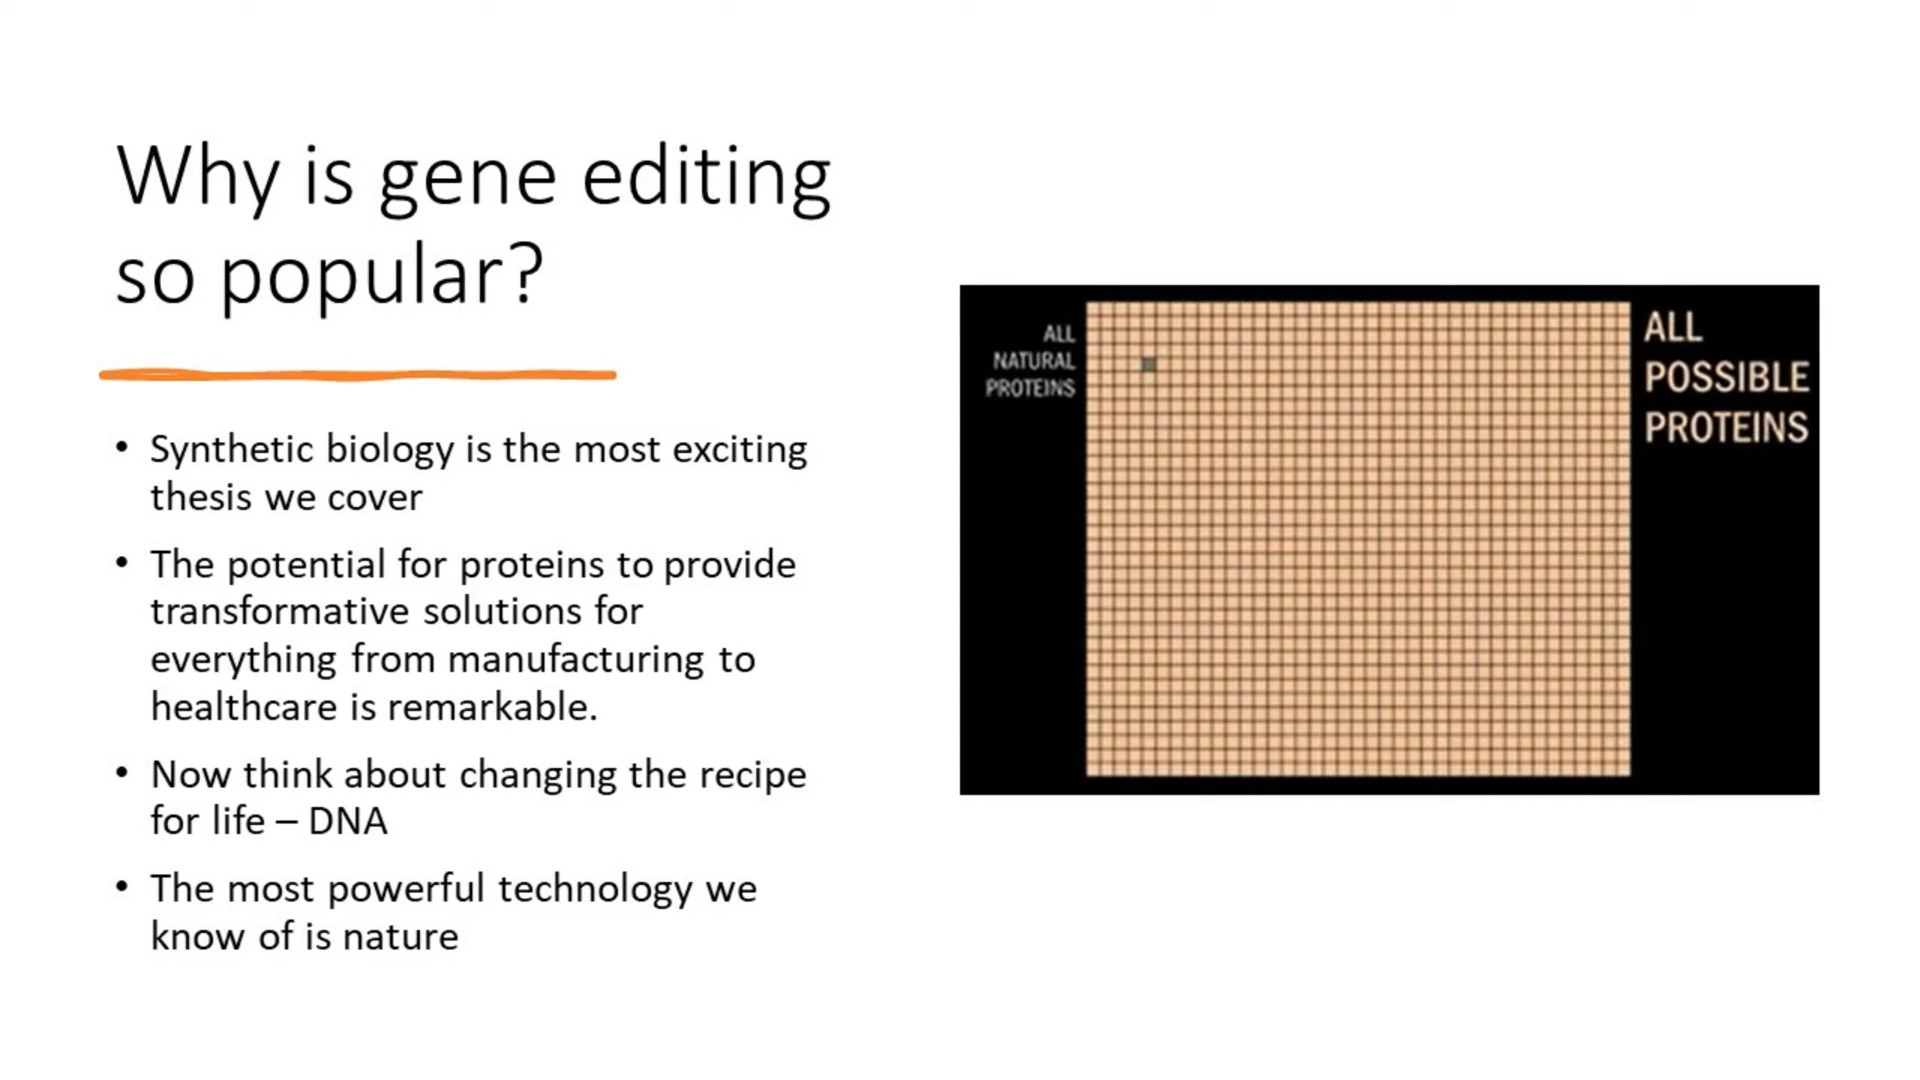 Why is gene editing
so popular?
• Synthetic biology is the most exciting
thesis we cover
• The potential for proteins to provide
transformative solutions for
everything from manufacturing to
healthcare is remarkable.
• Now think about changing the recipe
for life – DNA
• The most powerful technology we
know of is nature
ALL
NATURAL
PROTEINS
ALL
POSSIBLE
PROTEINS